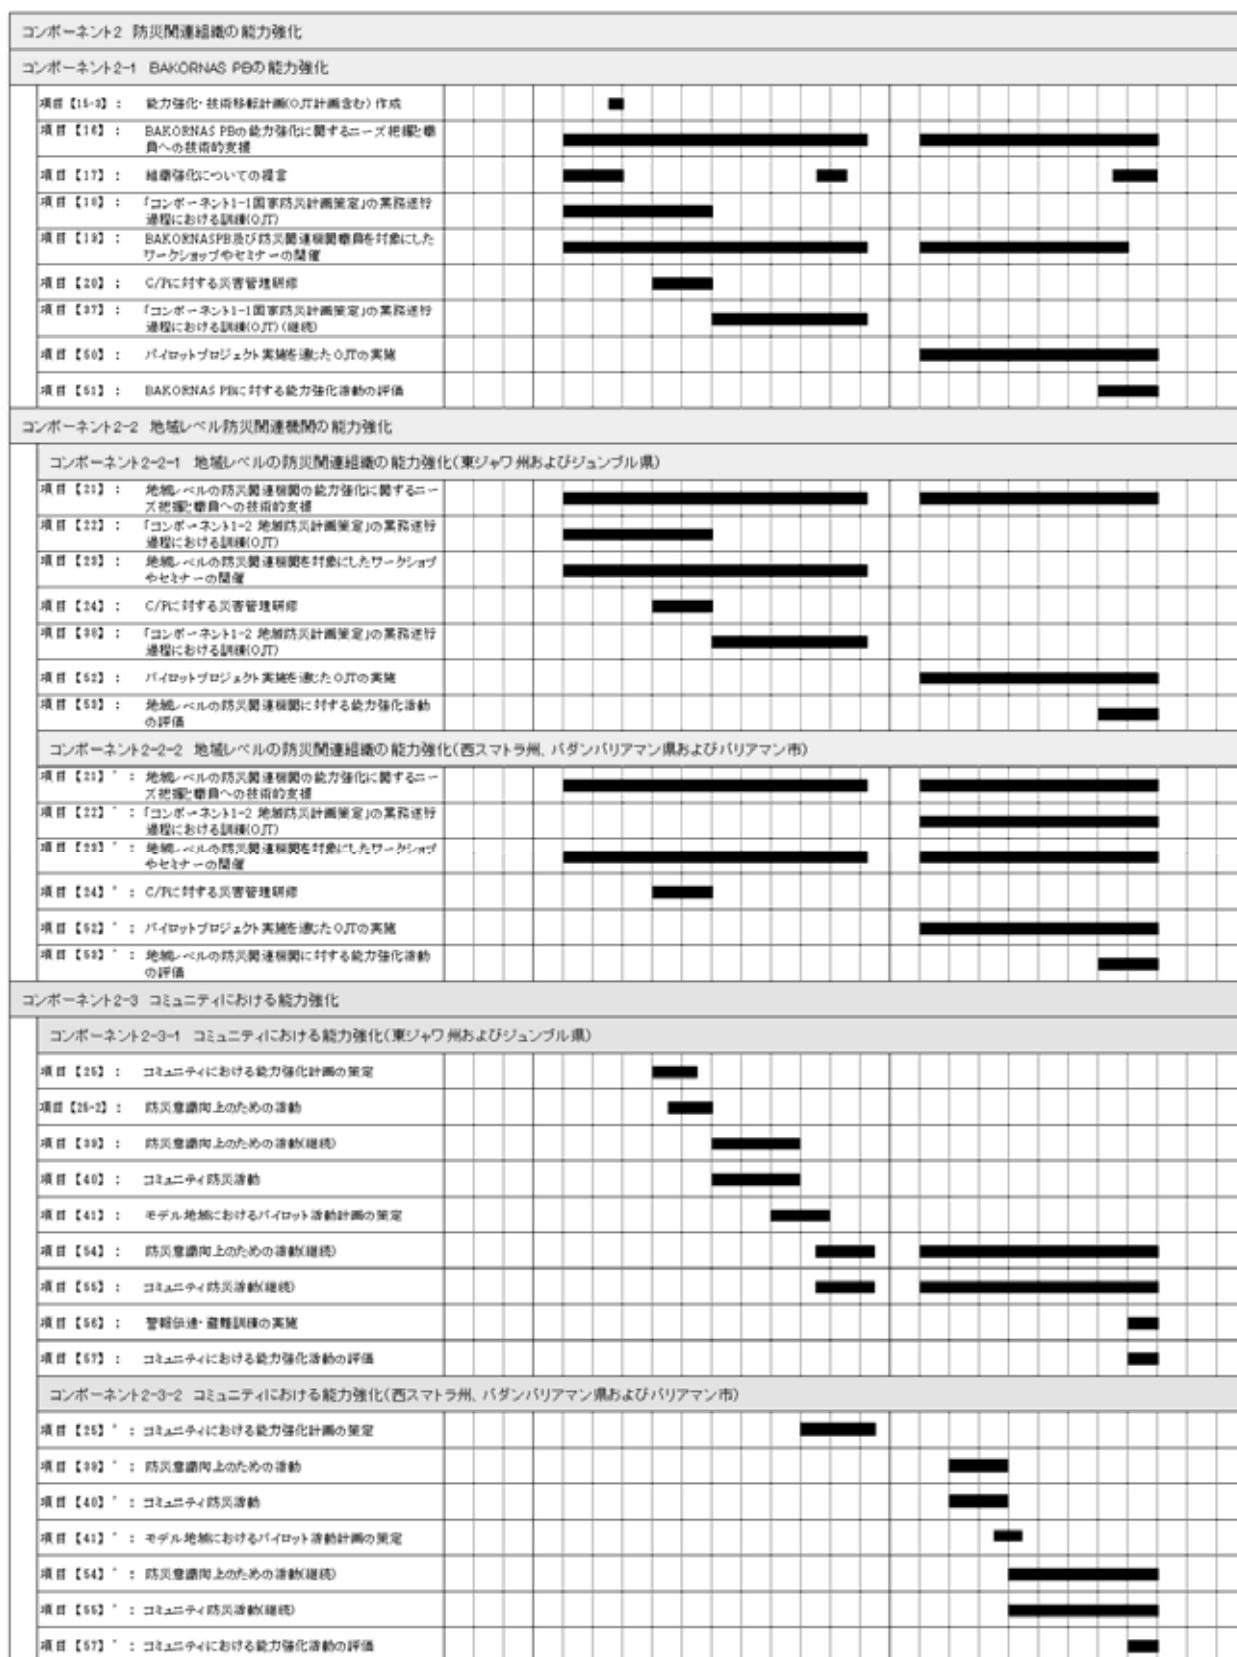 コンポーネント2 防災関連組織の能力強化
コンポーネント2-1 BAKORNAS PBの能力強化
項目【15-3】： 能力強化・技術移転計画(OJT計画含む) 作成
項目【16】： BAKORNAS PBの能力強化に関するニーズ把握と職
員への技術的支援
項目【17】： 組織強化についての提言
項目【18】： 「コンポーネント1-1国家防災計画策定」の業務遂行
過程における訓練(OJT)
項目【19】： BAKORNASPB及び防災関連機関職員を対象にした
ワークショップやセミナーの開催
項目【20】： C/Pに対する災害管理研修
項目【37】： 「コンポーネント1-1国家防災計画策定」の業務遂行
過程における訓練(OJT)(継続)
項目【50】： パイロットプロジェクト実施を通じたOJTの実施
項目【51】： BAKORNAS PBに対する能力強化活動の評価
コンポーネント2-2 地域レベル防災関連機関の能力強化
コンポーネント2-2-1 地域レベルの防災関連組織の能力強化(東ジャワ州およびジュンブル県)
項目【21】： 地域レベルの防災関連機関の能力強化に関するニー
ズ把握と職員への技術的支援
項目【22】： 「コンポーネント1-2 地域防災計画策定」の業務遂行
過程における訓練(OJT)
項目【23】： 地域レベルの防災関連機関を対象にしたワークショップ
やセミナーの開催
項目【24】： C/Pに対する災害管理研修
項目【38】： 「コンポーネント1-2 地域防災計画策定」の業務遂行
過程における訓練(OJT)
項目【52】： パイロットプロジェクト実施を通じたOJTの実施
項目【53】： 地域レベルの防災関連機関に対する能力強化活動
の評価
コンポーネント2-2-2 地域レベルの防災関連組織の能力強化(西スマトラ州、パダンパリアマン県およびパリアマン市)
項目【21】'： 地域レベルの防災関連機関の能力強化に関するニー
ズ把握と職員への技術的支援
項目【22】'： 「コンポーネント1-2 地域防災計画策定」の業務遂行
過程における訓練(OJT)
項目【23】'： 地域レベルの防災関連機関を対象にしたワークショップ
やセミナーの開催
項目【24】'： C/Pに対する災害管理研修
項目【52】'： パイロットプロジェクト実施を通じたOJTの実施
項目【53】'： 地域レベルの防災関連機関に対する能力強化活動
の評価
コンポーネント2-3 コミュニティにおける能力強化
コンポーネント2-3-1 コミュニティにおける能力強化(東ジャワ州およびジュンブル県)
項目【25】： コミュニティにおける能力強化計画の策定
項目【25-2】： 防災意識向上のための活動
項目【39】： 防災意識向上のための活動(継続)
項目【40】： コミュニティ防災活動
項目【41】： モデル地域におけるパイロット活動計画の策定
項目【54】： 防災意識向上のための活動(継続)
項目【55】： コミュニティ防災活動(継続)
項目【56】： 警報伝達・避難訓練の実施
項目【57】： コミュニティにおける能力強化活動の評価
コンポーネント2-3-2 コミュニティにおける能力強化(西スマトラ州、パダンパリアマン県およびパリアマン市)
項目【25】'： コミュニティにおける能力強化計画の策定
項目【39】'： 防災意識向上のための活動
項目【40】'： コミュニティ防災活動
項目【41】'： モデル地域におけるパイロット活動計画の策定
項目【54】'： 防災意識向上のための活動(継続)
項目【55】'： コミュニティ防災活動(継続)
項目【57】'： コミュニティにおける能力強化活動の評価